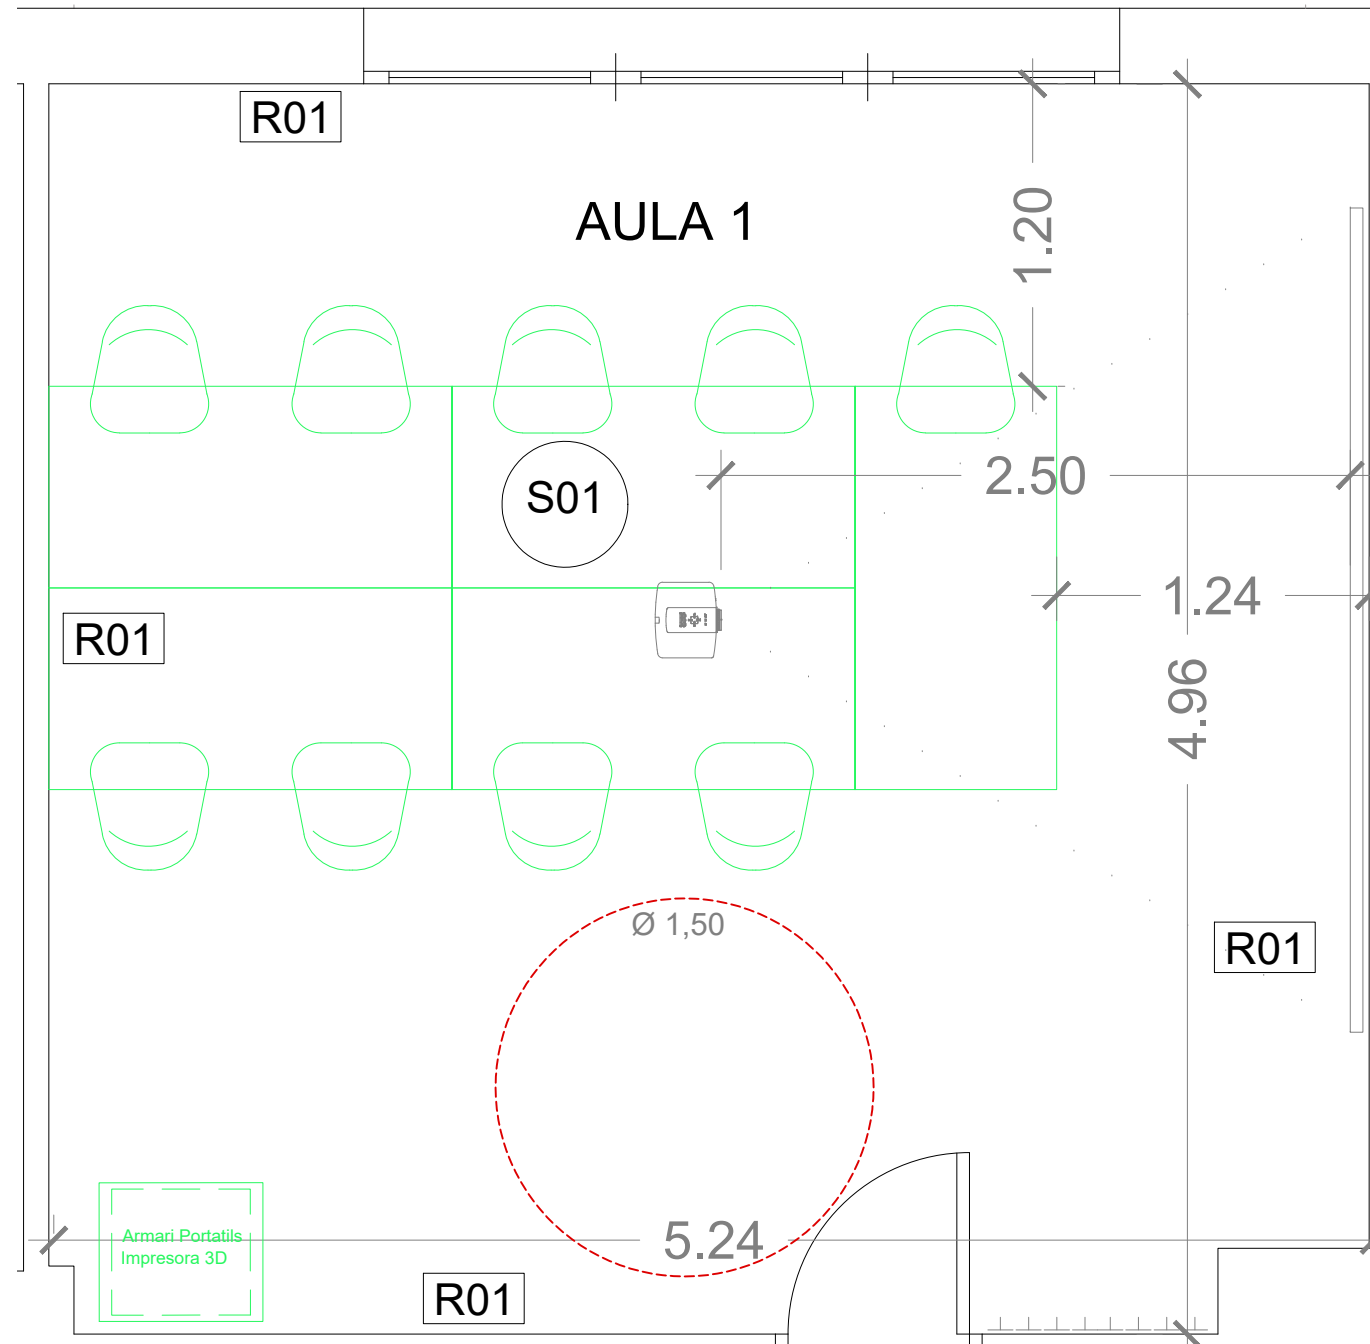 R01
AULA 1
1.20
2.50
S01
1.24
R01
4.96
Ø 1,50
R01
Armari Portatils
Impresora 3D
5.24
R01